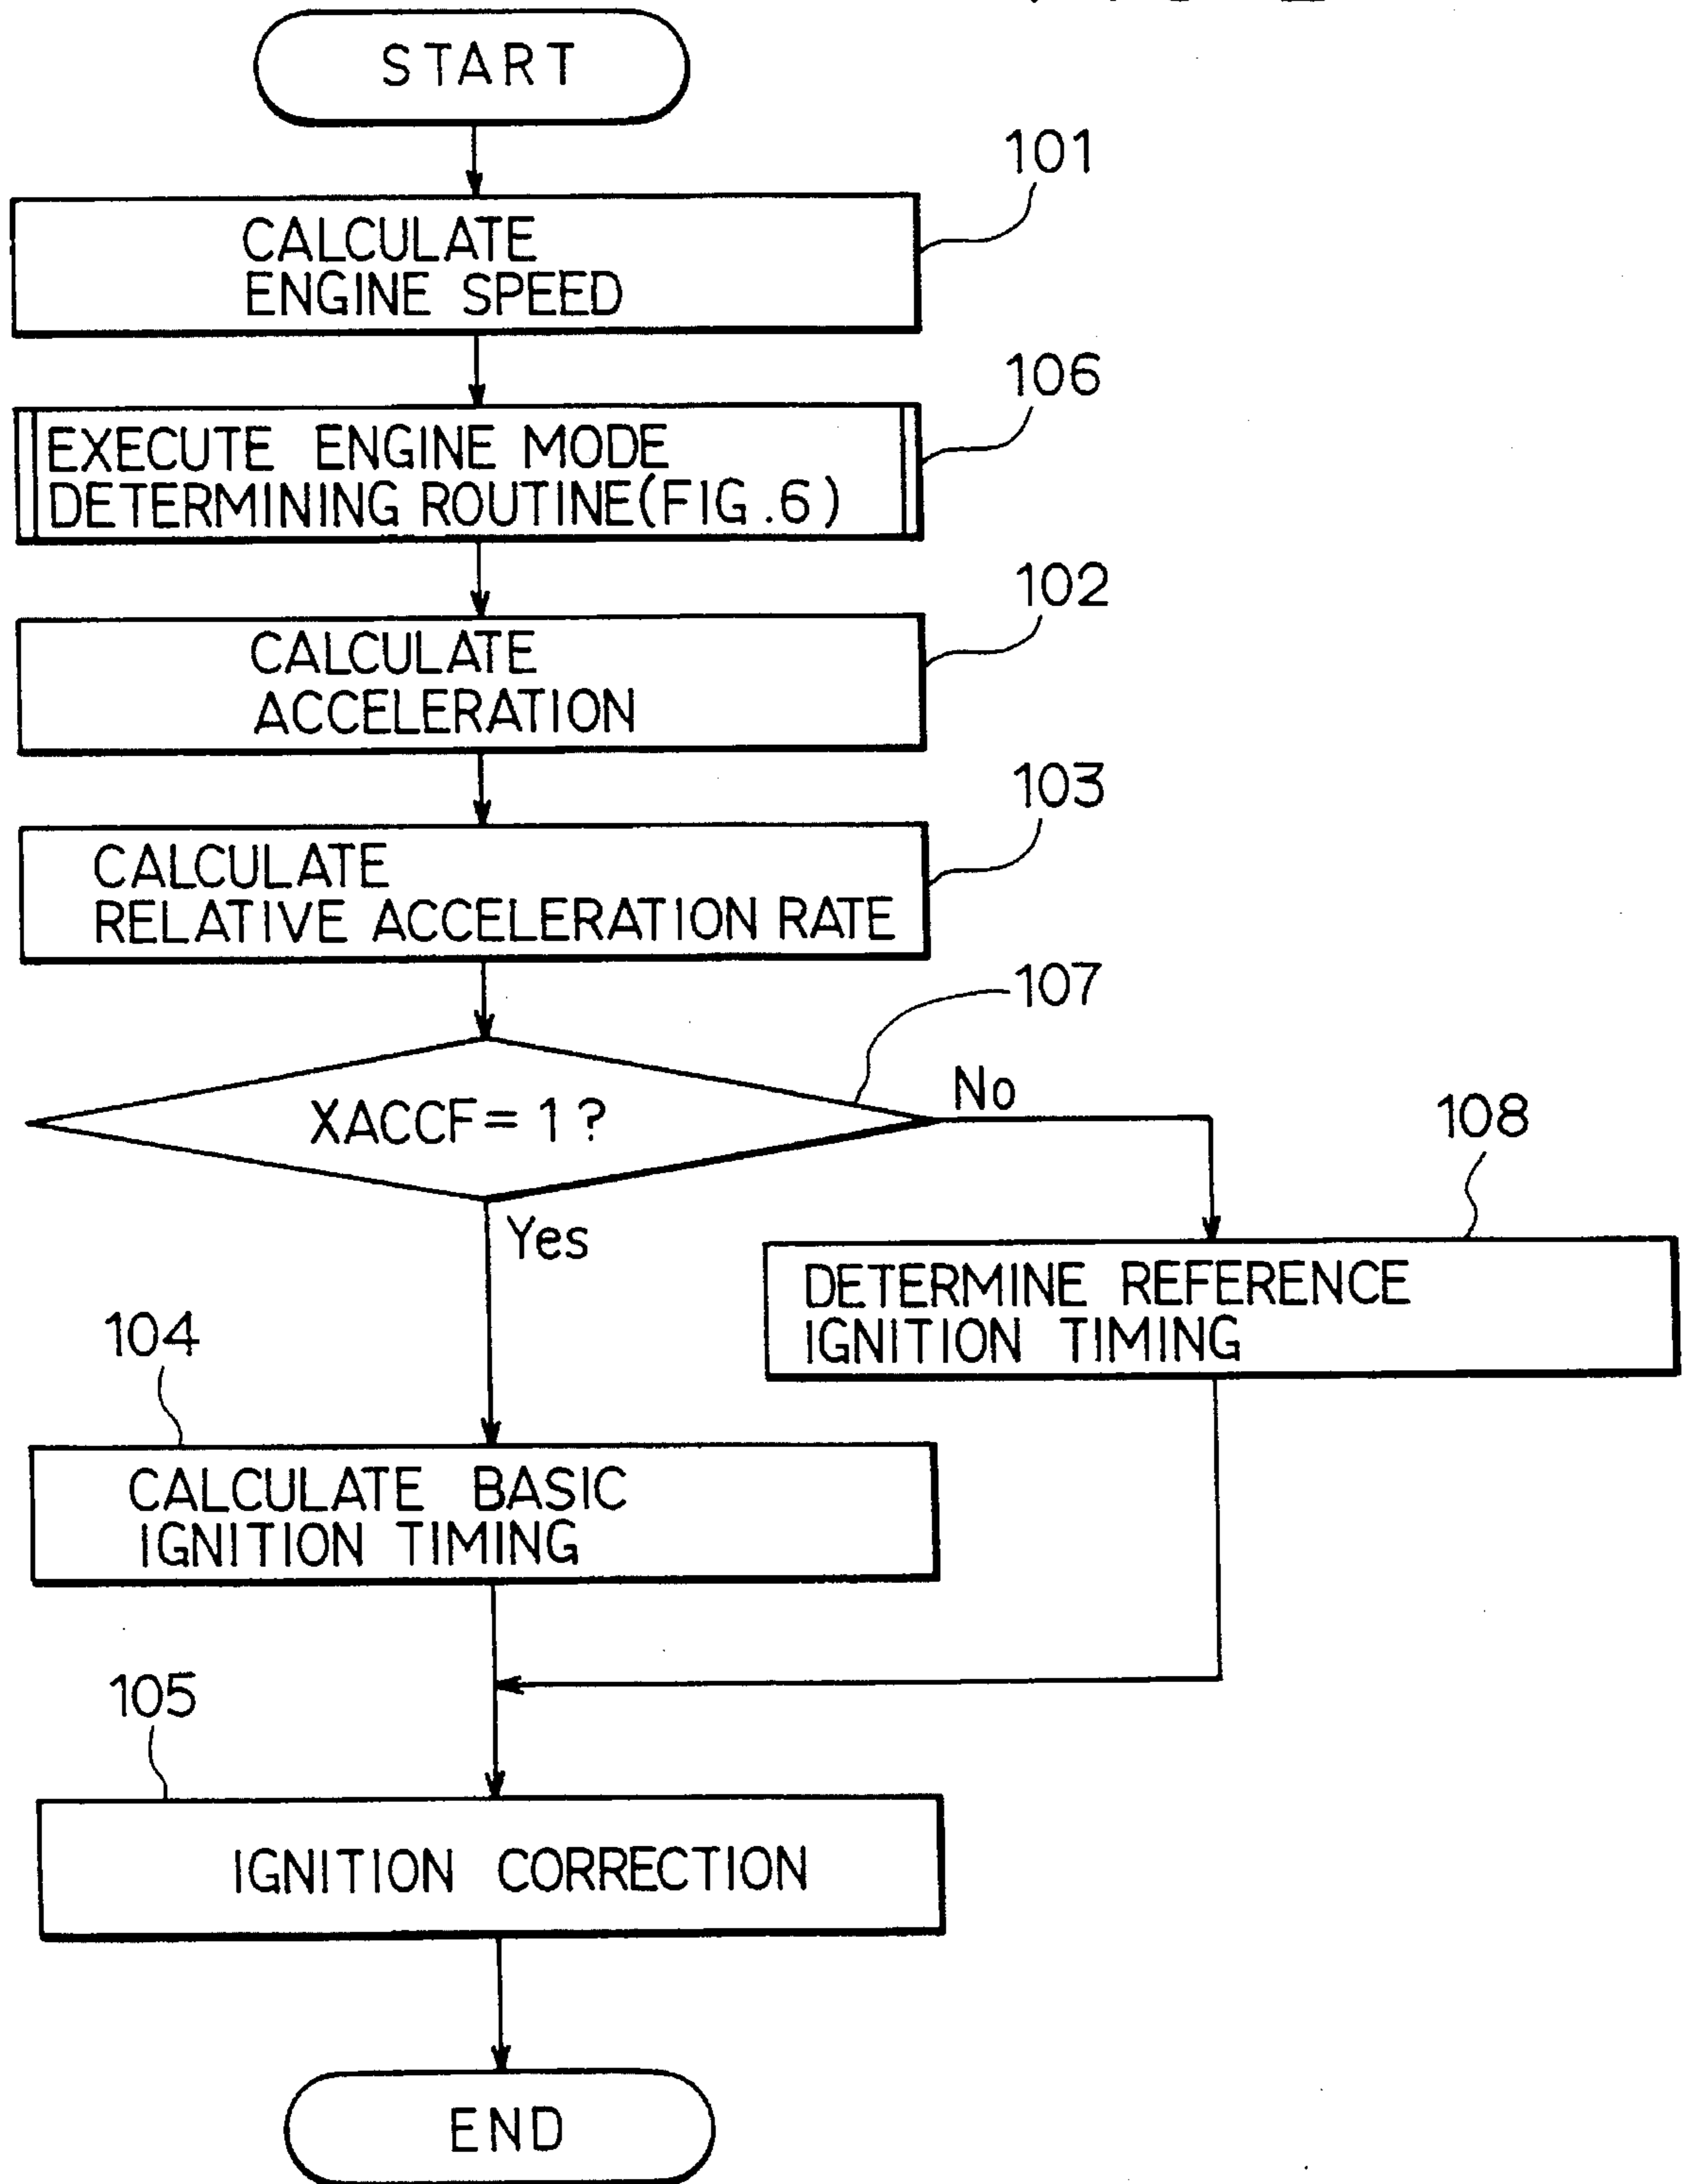 START
101
CALCULATE
ENGINE SPEED
106
EXECUTE ENGINE MODE
DETERMINING ROUTINE(FIG.6)
102
CALCULATE
ACCELERATION
103
CALCULATE
RELATIVE ACCELERATION RATE
107
XACCF=1?
No
Yes
108
DETERMINE REFERENCE
IGNITION TIMING
104
CALCULATE BASIC
IGNITION TIMING
105
IGNITION CORRECTION
END